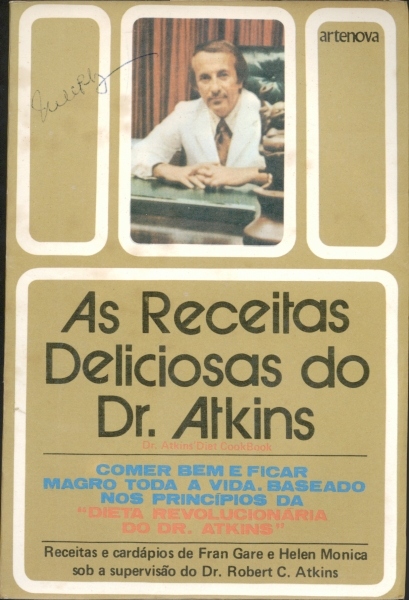 artenova
As Receitas
Deliciosas do
Dr. Atkins
Dr. Atkins Diet CookBook
COMER BEM E FICAR
MAGRO TODA A VIDA. BASEADO
NOS PRINCÍPIOS DA
"DIETA REVOLUCIONÁRIA
DO DR. ATKINS"
Receitas e cardápios de Fran Gare e Helen Monica
sob a supervisão do Dr. Robert C. Atkins